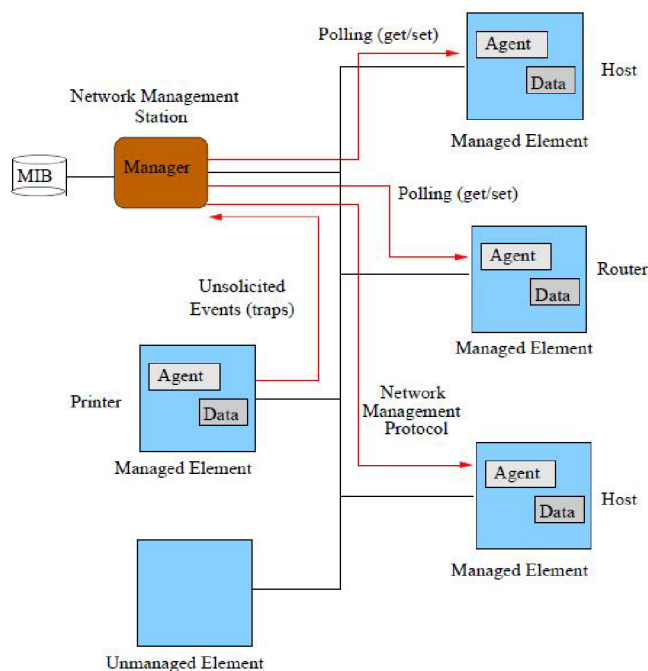 Polling (get/set)
Agent
Data
Host
Managed Element
Network Management
Station
MIB
Manager
Polling (get/set)
Agent
Data
Router
Managed Element
Unsolicited
Events (traps)
Printer
Agent
Data
Managed Element
Network
Management
Protocol
Agent
Data
Host
Managed Element
Unmanaged Element